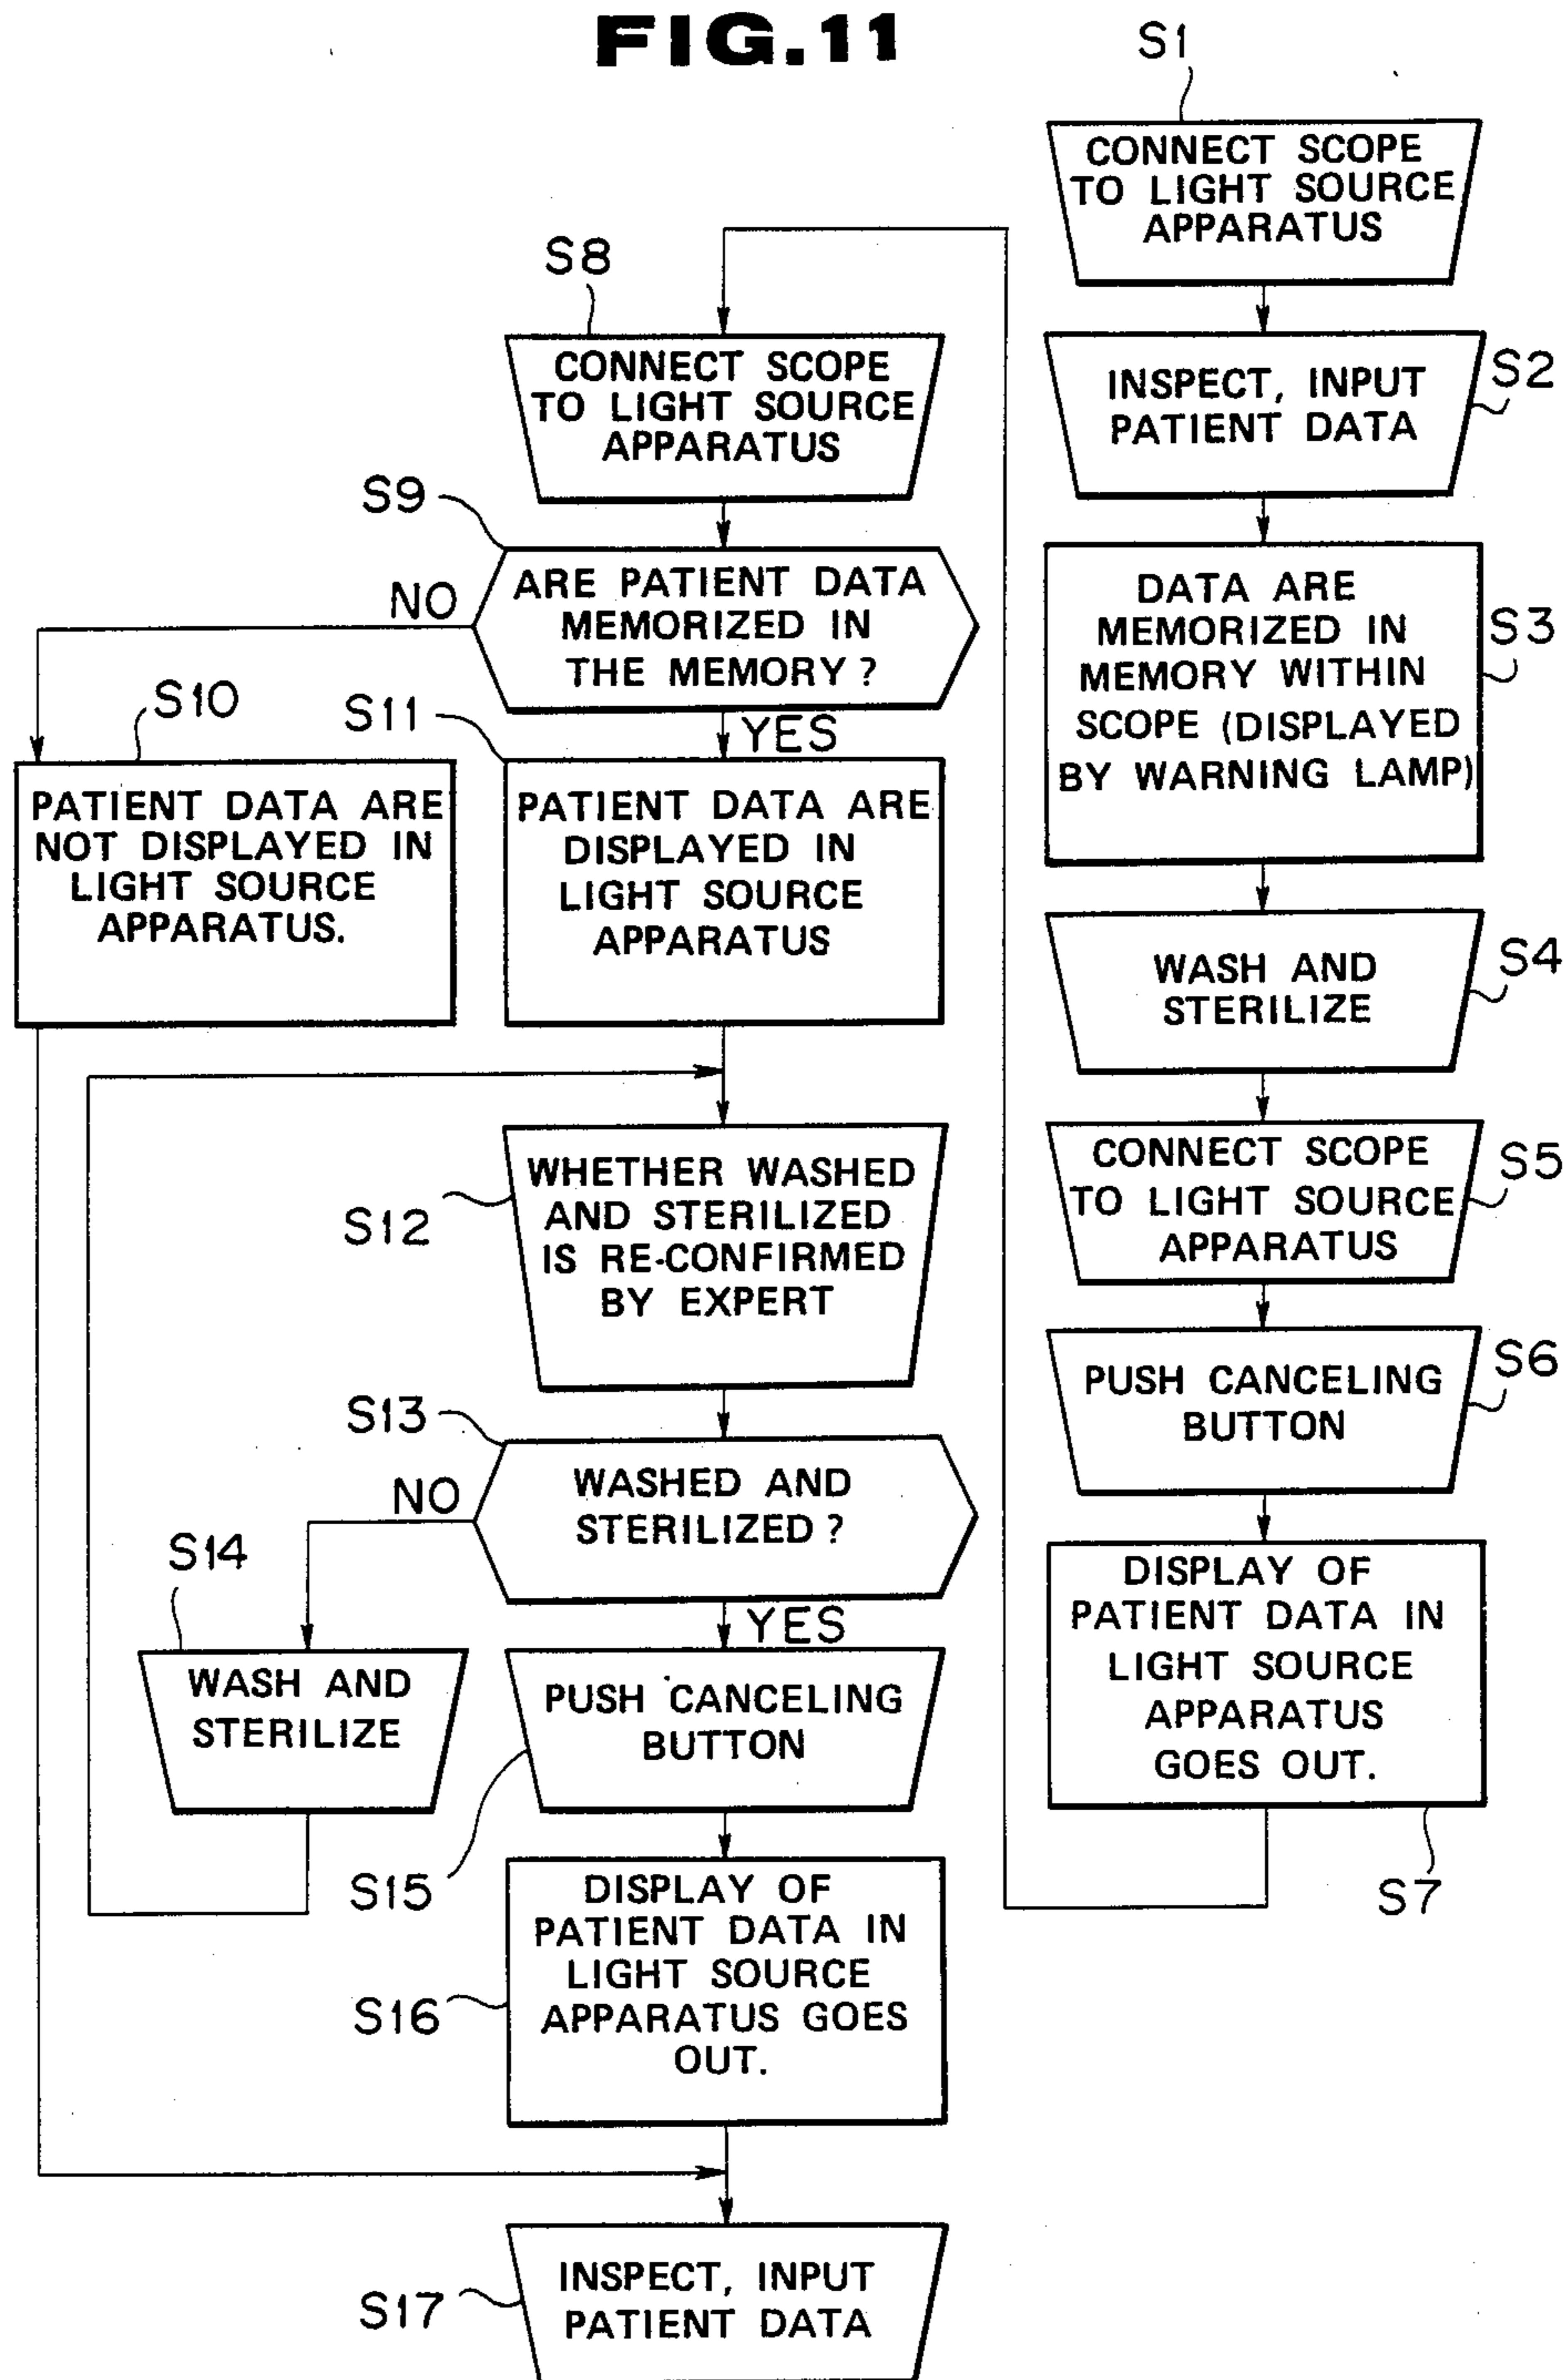 FIG.11
S1
CONNECT SCOPE
TO LIGHT SOURCE
APPARATUS
S2
INSPECT, INPUT
PATIENT DATA
S3
DATA ARE
MEMORIZED IN
MEMORY WITHIN
SCOPE (DISPLAYED
BY WARNING LAMP)
S4
WASH AND
STERILIZE
S5
CONNECT SCOPE
TO LIGHT SOURCE
APPARATUS
S6
PUSH CANCELING
BUTTON
DISPLAY OF
PATIENT DATA IN
LIGHT SOURCE
APPARATUS
GOES OUT.
S7
S8
CONNECT SCOPE
TO LIGHT SOURCE
APPARATUS
S9
ARE PATIENT DATA
MEMORIZED IN
THE MEMORY?
NO
YES
S10
PATIENT DATA ARE
NOT DISPLAYED IN
LIGHT SOURCE
APPARATUS.
S11
PATIENT DATA ARE
DISPLAYED IN
LIGHT SOURCE
APPARATUS
S12
WHETHER WASHED
AND STERILIZED
IS RE-CONFIRMED
BY EXPERT
S13
WASHED AND
STERILIZED?
NO
YES
S14
WASH AND
STERILIZE
S15
PUSH CANCELING
BUTTON
S16
DISPLAY OF
PATIENT DATA IN
LIGHT SOURCE
APPARATUS GOES
OUT.
S17
INSPECT, INPUT
PATIENT DATA